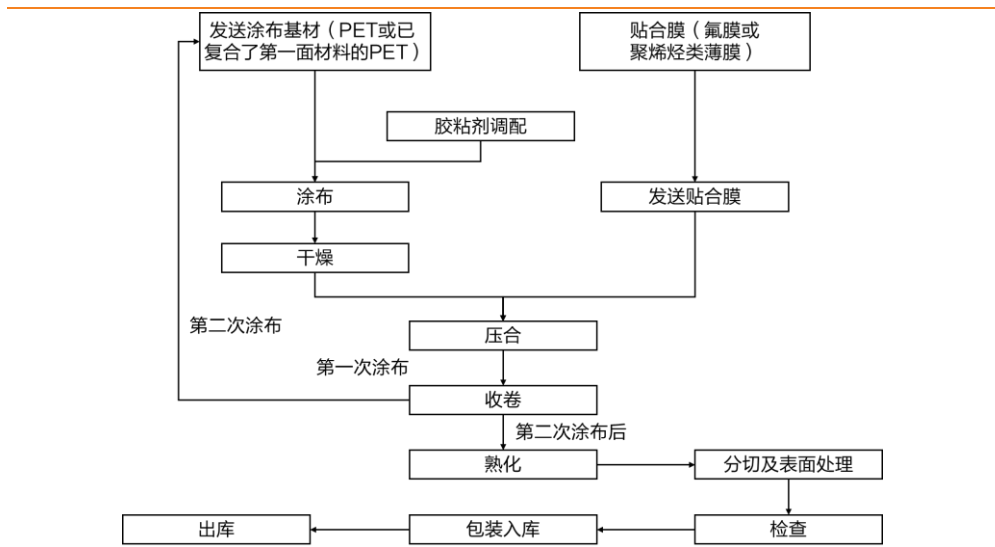 发送涂布基材（PET或已
复合了第一面材料的PET）
贴合膜（氟膜或
聚烯烃类薄膜）
胶粘剂调配
涂布
发送贴合膜
干燥
第二次涂布
压合
第一次涂布
收卷
第二次涂布后
熟化
分切及表面处理
出库
包装入库
检查